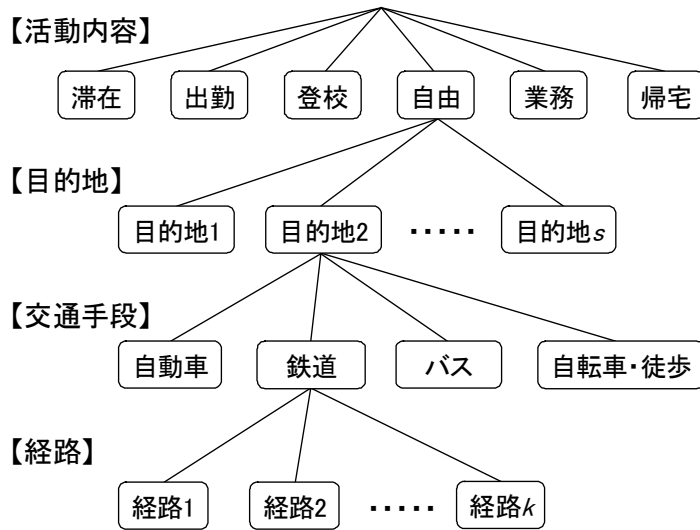 【活動内容】
滞在 出勤 登校 自由 業務 帰宅
【目的地】
目的地1 目的地2 ・・・・・ 目的地s
【交通手段】
自動車 鉄道 バス 自転車・徒歩
【経路】
経路1 経路2 ・・・・・ 経路k